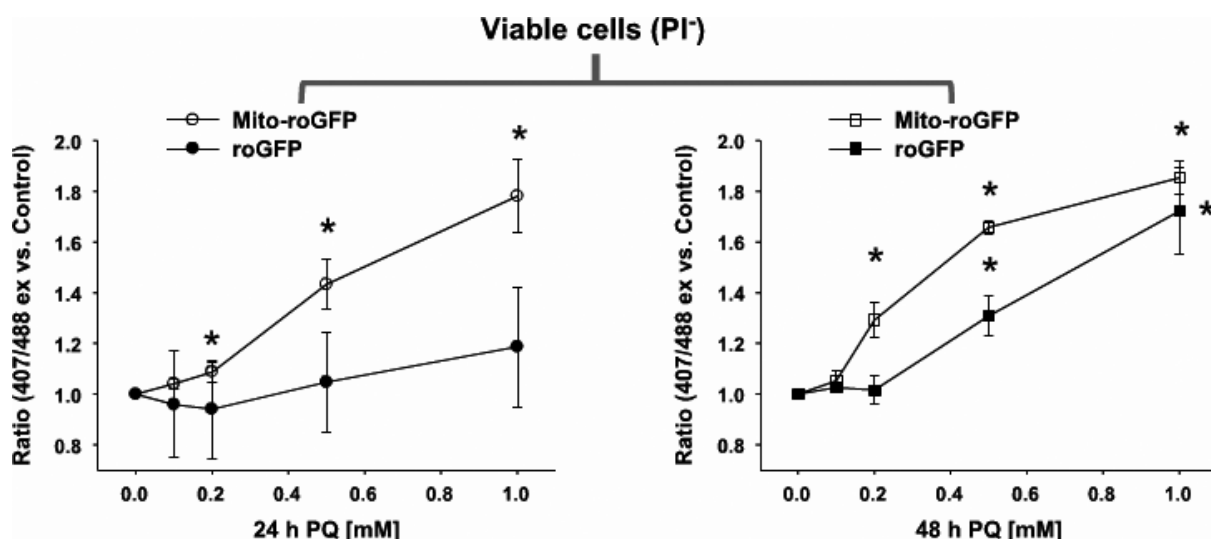 Viable cells (PI-)
Mito-roGFP
roGFP
Ratio (407/488 ex vs. Control)
2.0
1.8
1.6
1.4
1.2
1.0
0.8
*
*
*
0.0 0.2 0.4 0.6 0.8 1.0
24 h PQ [mM]
Mito-roGFP
roGFP
Ratio (407/488 ex vs. Control)
2.0
1.8
1.6
1.4
1.2
1.0
0.8
*
*
*
*
*
0.0 0.2 0.4 0.6 0.8 1.0
48 h PQ [mM]